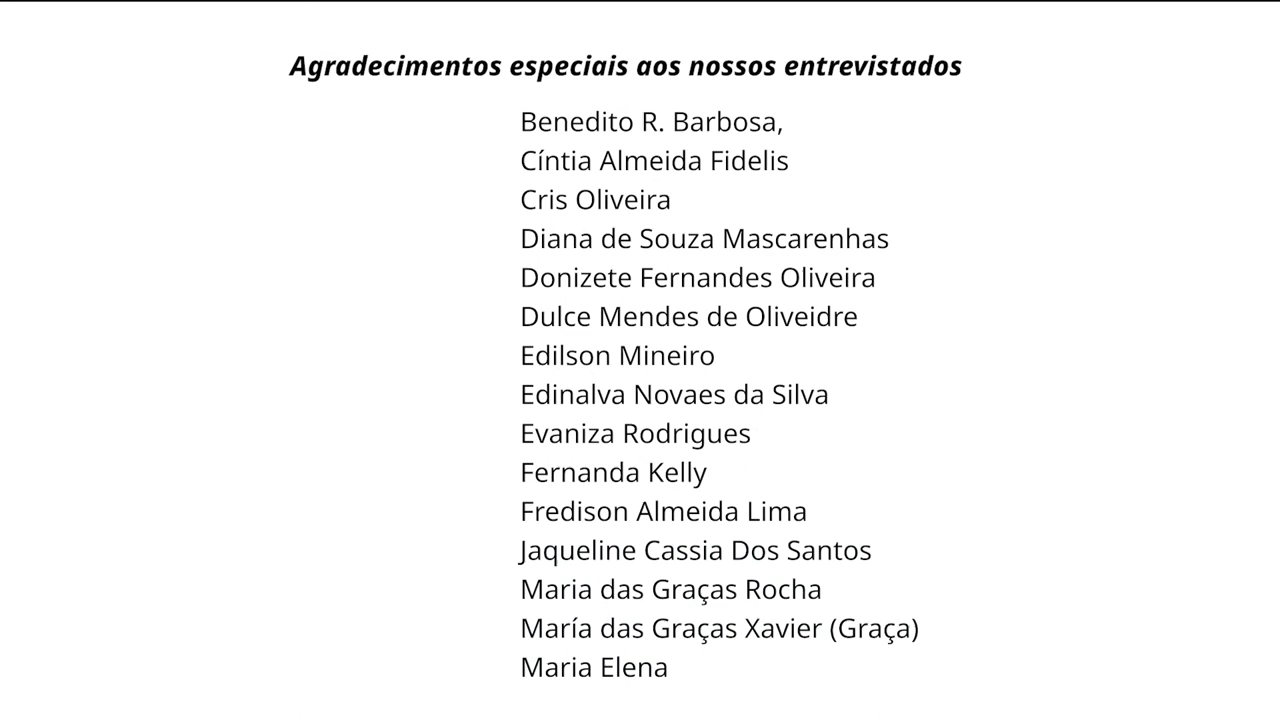 Agradecimentos especiais aos nossos entrevistados
Benedito R. Barbosa,
Cíntia Almeida Fidelis
Cris Oliveira
Diana de Souza Mascarenhas
Donizete Fernandes Oliveira
Dulce Mendes de Oliveidre
Edilson Mineiro
Edinalva Novaes da Silva
Evaniza Rodrigues
Fernanda Kelly
Fredison Almeida Lima
Jaqueline Cassia Dos Santos
Maria das Graças Rocha
María das Graças Xavier (Graça)
Maria Elena